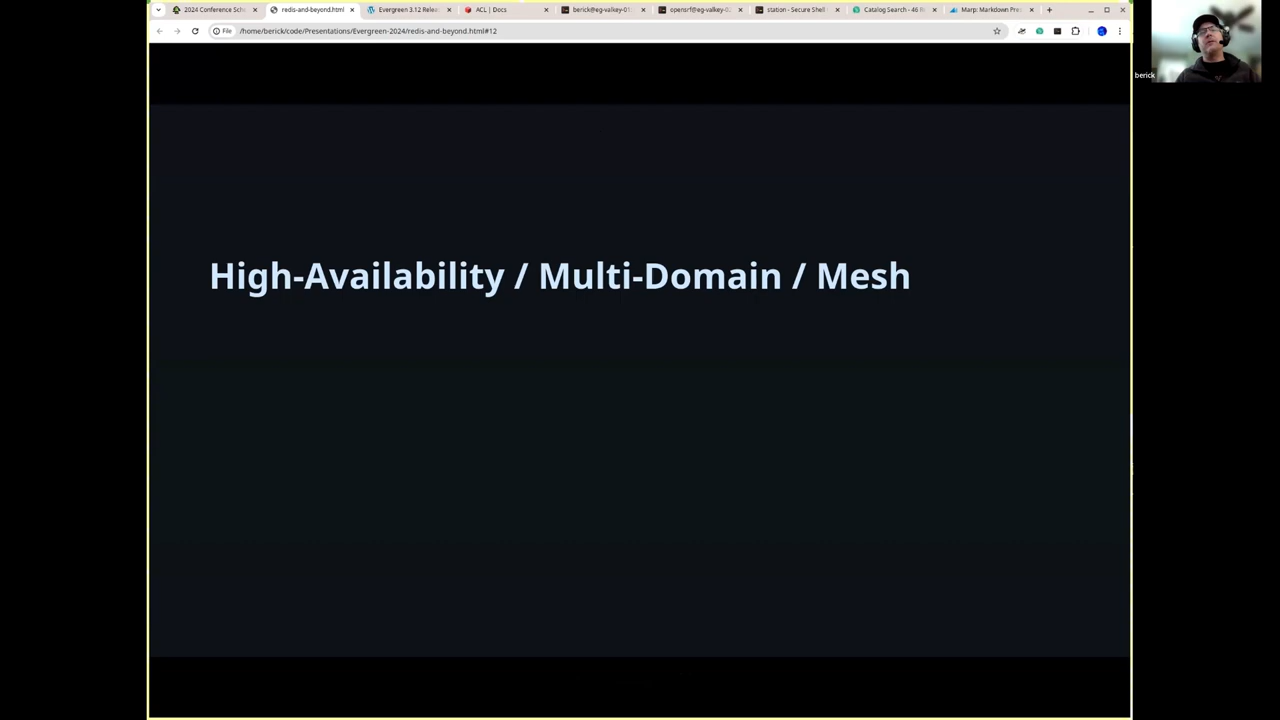 2024 Conference Sch
redis-and-beyond.html
Evergreen 3.12 Relea
ACL | Docs
berick@eg-valkey-01
opensrf@eg-valkey-0
station - Secure Shell
Catalog Search - 46 R
Marp: Markdown Pre
File
/home/berick/code/Presentations/Evergreen-2024/redis-and-beyond.html#12
berick
High-Availability / Multi-Domain / Mesh